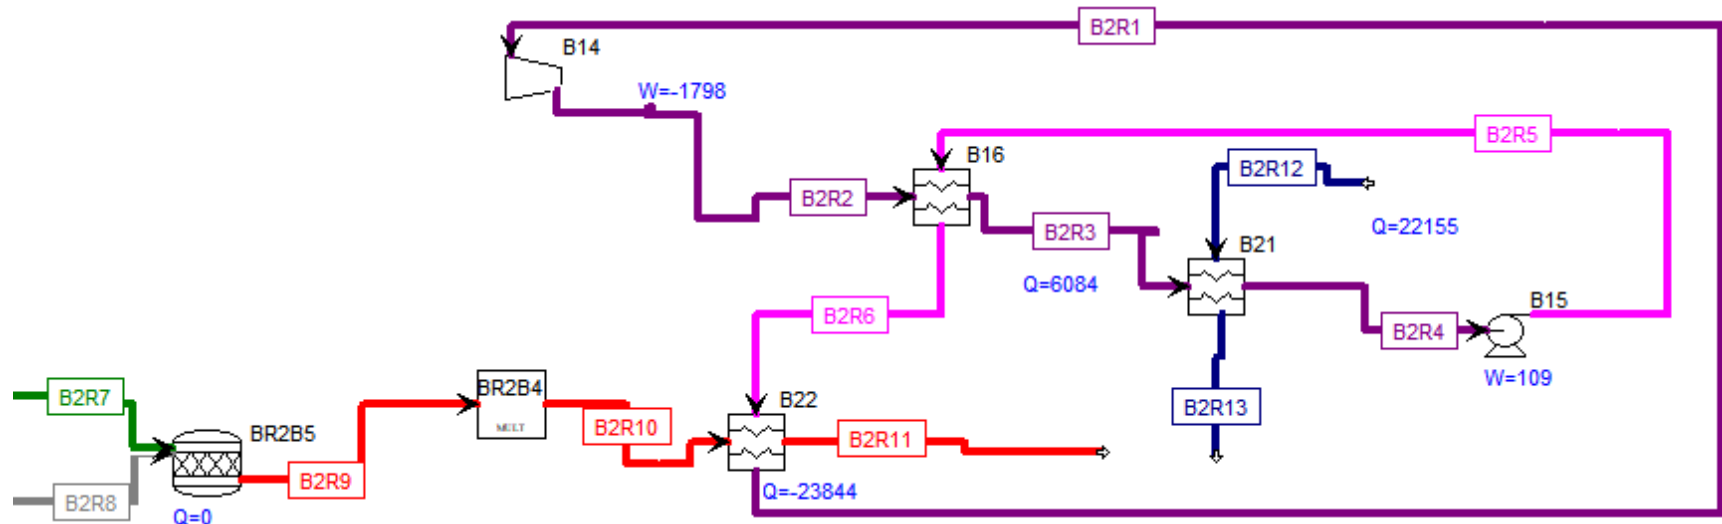 B2R1
B14
W=-1798
B2R5
B16
B2R12
B2R2
B2R3
Q=22155
B21
Q=6084
B15
B2R6
B2R4
W=109
BR2B4
MULT
B2R7
B22
B2R13
B2R10
BR2B5
B2R11
B2R9
Q=-23844
B2R8
Q=0